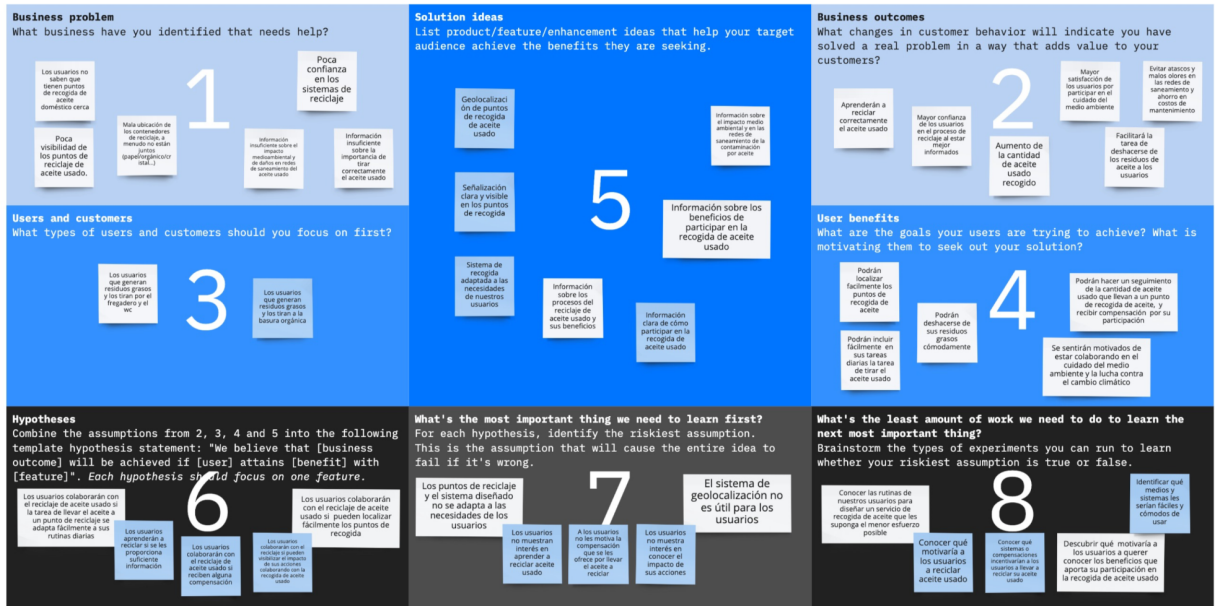 Business problem
What business have you identified that needs help?
Los usuarios no
saben que
tienen puntos
de recogida de
aceite
doméstico cerca
Poca
visibilidad de
los puntos de
reciclaje de
aceite usado.
Mala ubicación de
los contenedores
de reciclaje, a
menudo no están
juntos
(papel/orgánico/cr
istal...)
1
Poca
confianza
en los
sistemas de
reciclaje
Información
insuficiente sobre el
impacto
medioambiental y
de daños en redes
de saneamiento del
aceite usado
Información
insuficiente
sobre la
importancia de
tirar
correctamente
el aceite usado
Solution ideas
List product/feature/enhancement ideas that help your target
audience achieve the benefits they are seeking.
Geolocalizaci
ón de puntos
de recogida
de aceite
usado
Señalización
clara y visible
en los puntos
de recogida
Sistema de
recogida
adaptada a las
necesidades
de nuestros
usuarios
5
Información sobre
el impacto medio
ambiental y en las
redes de
saneamiento de la
contaminación
por aceite
Información sobre los
beneficios de
participar en la
recogida de aceite
usado
Información
sobre los
procesos del
reciclaje de
aceite usado y
sus beneficios
Información
clara de cómo
participar en la
recogida de
aceite usado
Business outcomes
What changes in customer behavior will indicate you have
solved a real problem in a way that adds value to your
customers?
Aprenderán a
reciclar
correctamente
el aceite usado
Mayor confianza
de los usuarios
en el proceso de
reciclaje al estar
mejor
informados
2
Aumento de
la cantidad
de aceite
usado
recogido
Mayor
satisfacción de
los usuarios por
participar en el
cuidado del
medio ambiente
Evitar atascos y
malos olores en
las redes de
saneamiento y
ahorro en
costos de
mantenimiento
Facilitará la
tarea de
deshacerse de
los residuos de
aceite a los
usuarios
Users and customers
What types of users and customers should you focus on first?
Los usuarios
que generan
residuos grasos
y los tiran por el
fregadero y el
wc
3
Los usuarios
que generan
residuos grasos
y los tiran a la
basura orgánica
User benefits
What are the goals your users are trying to achieve? What is
motivating them to seek out your solution?
Podrán
localizar
facilmente los
puntos de
recogida de
aceite
Podrán incluir
fácilmente en
sus tareas
diarias la tarea
de tirar el
aceite usado
Podrán
deshacerse de
sus residuos
grasos
cómodamente
4
Podrán hacer un seguimiento
de la cantidad de aceite
usado que llevan a un punto
de recogida de aceite, y
recibir compensación por su
participación
Se sentirán motivados de
estar colaborando en el
cuidado del medio
ambiente y la lucha contra
el cambio climático
Hypotheses
Combine the assumptions from 2, 3, 4 and 5 into the following
template hypothesis statement: "We believe that [business
outcome] will be achieved if [user] attains [benefit] with
[feature]". Each hypothesis should focus on one feature.
Los usuarios colaborarán con
el reciclaje de aceite usado si
la tarea de llevar el aceite a
un punto de reciclaje se
adapta fácilmente a sus
rutinas diarias
Los usuarios
aprenderán a
reciclar si se les
proporciona
suficiente
información
6
Los usuarios
colaborarán con
el reciclaje de
aceite usado si
reciben alguna
compensación
Los usuarios
colaborarán con el
reciclaje si pueden
visibilizar el impacto
de sus acciones
colaborando con la
recogida de aceite
usado
Los usuarios colaborarán
con el reciclaje de aceite
usado si pueden localizar
fácilmente los puntos de
recogida
What's the most important thing we need to learn first?
For each hypothesis, identify the riskiest assumption.
This is the assumption that will cause the entire idea to
fail if it's wrong.
Los puntos de reciclaje
y el sistema diseñado
no se adapta a las
necesidades de los
usuarios
Los usuarios
no muestran
interés en
aprender a
reciclar aceite
usado
7
A los usuarios
no les motiva la
compensación
que se les
ofrece por llevar
el aceite a
reciclar
Los usuarios
no muestra
interés en
conocer el
impacto de
sus acciones
El sistema de
geolocalización no
es útil para los
usuarios
What's the least amount of work we need to do to learn the
next most important thing?
Brainstorm the types of experiments you can run to learn
whether your riskiest assumption is true or false.
Conocer las rutinas de
nuestros usuarios para
diseñar un servicio de
recogida de aceite que les
suponga el menor esfuerzo
posible
Conocer qué
motivaría a
los usuarios
a reciclar
aceite usado
8
Conocer qué
sistemas o
compensaciones
incentivarían a los
usuarios a llevar a
reciclar su aceite
usado
Descubrir qué motivaría a
los usuarios a querer
conocer los beneficios que
aporta su participación en
la recogida de aceite usado
Identificar qué
medios y
sistemas les
serían fáciles y
cómodos de
usar